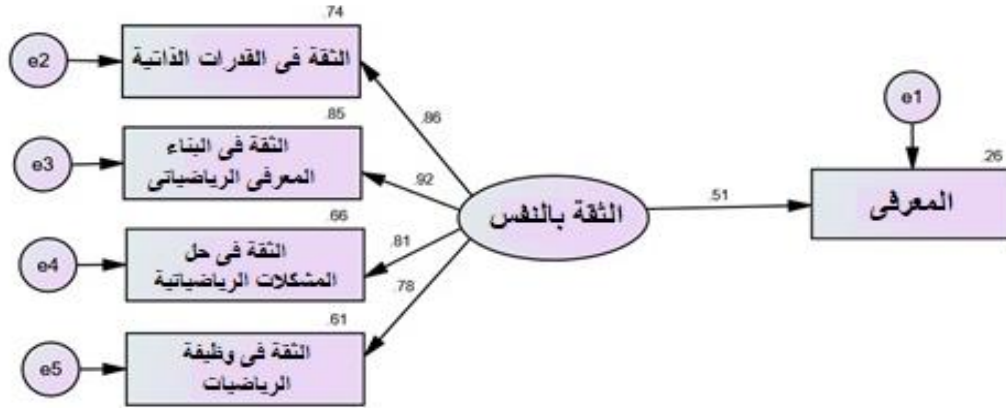 .74
e2
الثقة فى القدرات الذاتية
.86
.85
e3
الثقة فى البناء
المعرفى الرياضياتى
.92
.66
e4
الثقة فى حل
المشكلات الرياضياتية
.81
.61
e5
الثقة فى وظيفة
الرياضيات
.78
الثقة بالنفس
.51
e1
.26
المعرفى